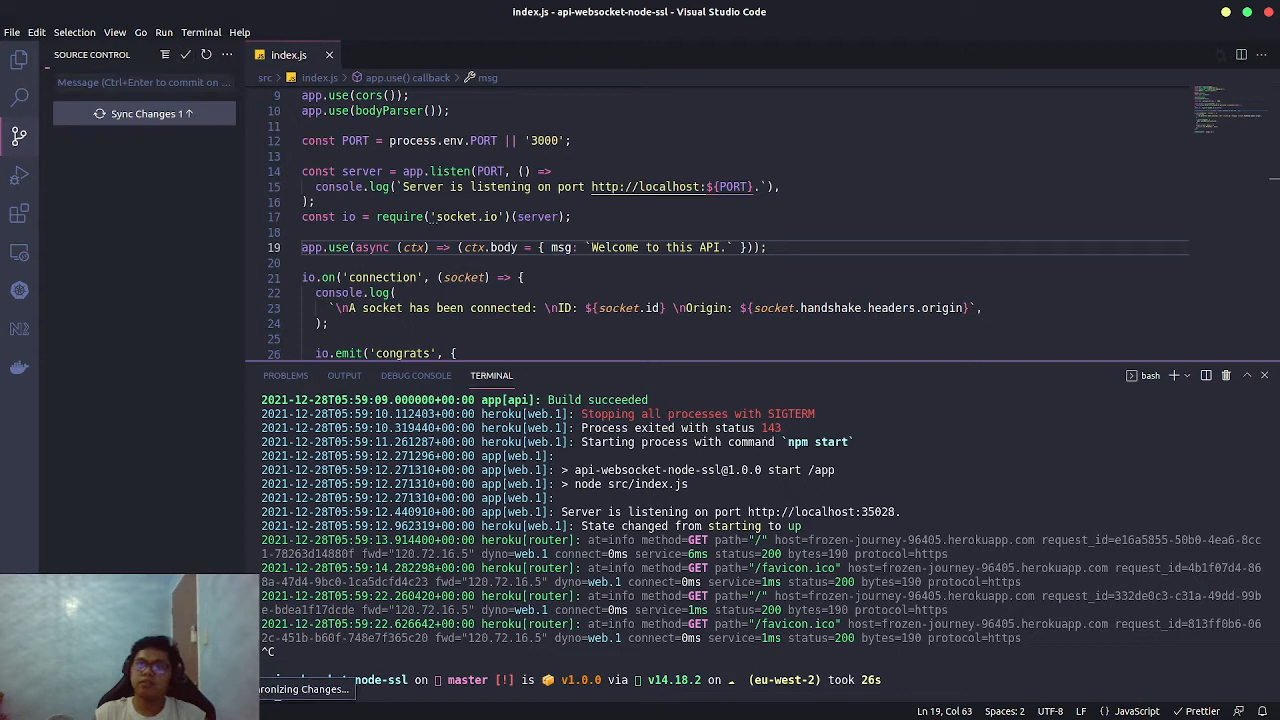 index.js - api-websocket-node-ssl - Visual Studio Code
File Edit Selection View Go Run Terminal Help
SOURCE CONTROL
Message (Ctrl+Enter to commit on ...
Sync Changes 1↑
index.js
src > index.js > app.use() callback > msg
9 app.use(cors());
10 app.use(bodyParser());
11
12 const PORT = process.env.PORT || '3000';
13
14 const server = app.listen(PORT, () =>
15 console.log(`Server is listening on port http://localhost:${PORT}.`),
16 );
17 const io = require('socket.io')(server);
18
19 app.use(async (ctx) => (ctx.body = { msg: `Welcome to this API.` }));
20
21 io.on('connection', (socket) => {
22 console.log(
23 `\nA socket has been connected: \nID: ${socket.id} \nOrigin: ${socket.handshake.headers.origin}`,
24 );
25
26 io.emit('congrats', {
PROBLEMS OUTPUT DEBUG CONSOLE TERMINAL
bash
2021-12-28T05:59:09.000000+00:00 app[api]: Build succeeded
2021-12-28T05:59:10.112403+00:00 heroku[web.1]: Stopping all processes with SIGTERM
2021-12-28T05:59:10.319440+00:00 heroku[web.1]: Process exited with status 143
2021-12-28T05:59:11.261287+00:00 heroku[web.1]: Starting process with command `npm start`
2021-12-28T05:59:12.271296+00:00 app[web.1]:
2021-12-28T05:59:12.271310+00:00 app[web.1]: > api-websocket-node-ssl@1.0.0 start /app
2021-12-28T05:59:12.271313+00:00 app[web.1]: > node src/index.js
2021-12-28T05:59:12.271313+00:00 app[web.1]:
2021-12-28T05:59:12.440910+00:00 app[web.1]: Server is listening on port http://localhost:35028.
2021-12-28T05:59:12.962319+00:00 heroku[web.1]: State changed from starting to up
2021-12-28T05:59:13.914400+00:00 heroku[router]: at=info method=GET path="/" host=frozen-journey-96405.herokuapp.com request_id=e16a5855-50b0-4ea6-8cc
1-78263d14880f fwd="120.72.16.5" dyno=web.1 connect=0ms service=6ms status=200 bytes=190 protocol=https
2021-12-28T05:59:14.282298+00:00 heroku[router]: at=info method=GET path="/favicon.ico" host=frozen-journey-96405.herokuapp.com request_id=4b1f07d4-86
8a-47d4-9bc0-1ca5dcfd4c23 fwd="120.72.16.5" dyno=web.1 connect=0ms service=1ms status=200 bytes=190 protocol=https
2021-12-28T05:59:22.260420+00:00 heroku[router]: at=info method=GET path="/" host=frozen-journey-96405.herokuapp.com request_id=332de0c3-c31a-49dd-99b
e-bdea1f17dcde fwd="120.72.16.5" dyno=web.1 connect=0ms service=1ms status=200 bytes=190 protocol=https
2021-12-28T05:59:22.626642+00:00 heroku[router]: at=info method=GET path="/favicon.ico" host=frozen-journey-96405.herokuapp.com request_id=813ff0b6-06
2c-451b-b60f-748e7f365c20 fwd="120.72.16.5" dyno=web.1 connect=0ms service=1ms status=200 bytes=190 protocol=https
^C
node-ssl on master [!] is v1.0.0 via v14.18.2 on (eu-west-2) took 26s
Changes...
Ln 19, Col 63 Spaces: 2 UTF-8 LF {} JavaScript Prettier